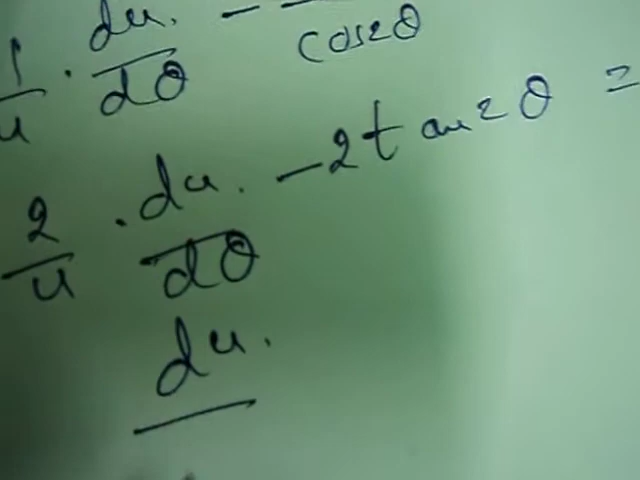 1/u · du/dθ - cos2θ
2/u · du/dθ - 2tan2θ =
du